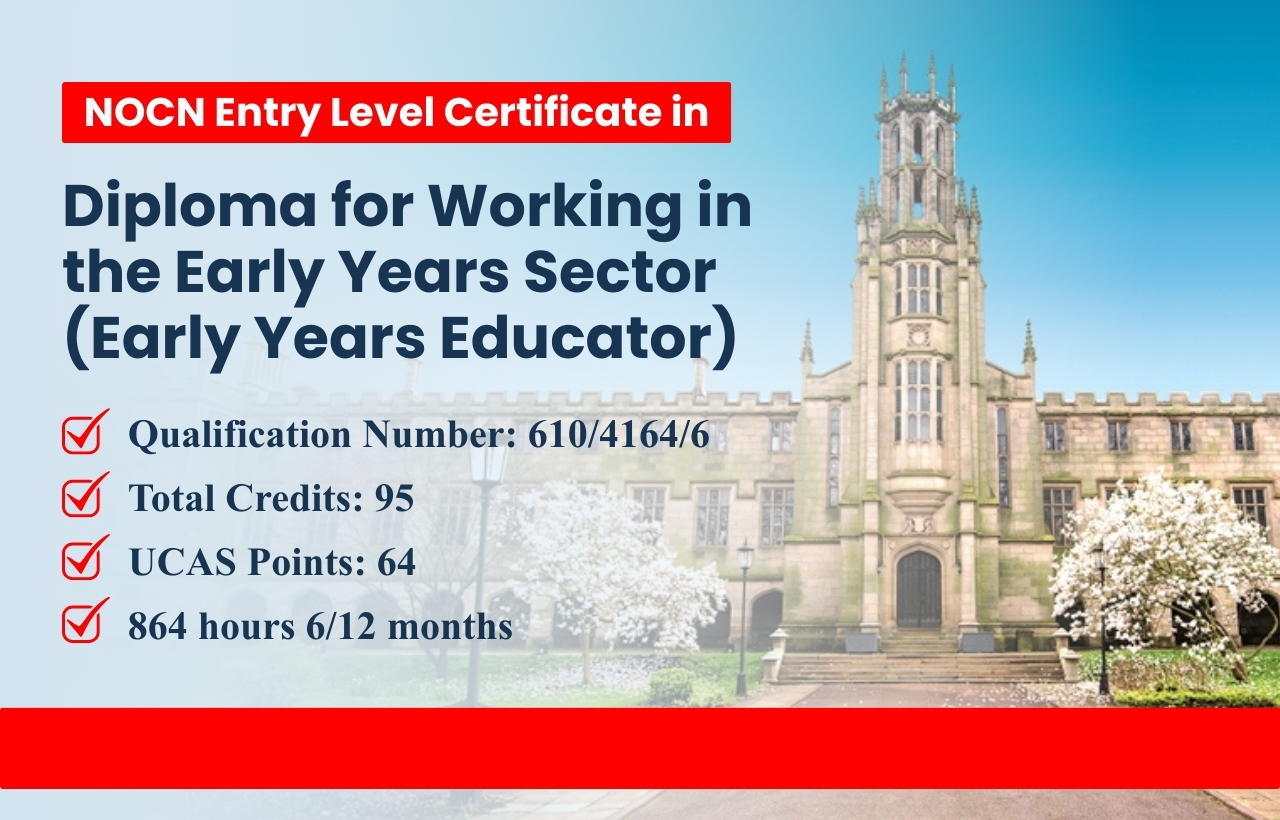 NOCN Entry Level Certificate in
Diploma for Working in
the Early Years Sector
(Early Years Educator)
Qualification Number: 610/4164/6
Total Credits: 95
UCAS Points: 64
864 hours 6/12 months